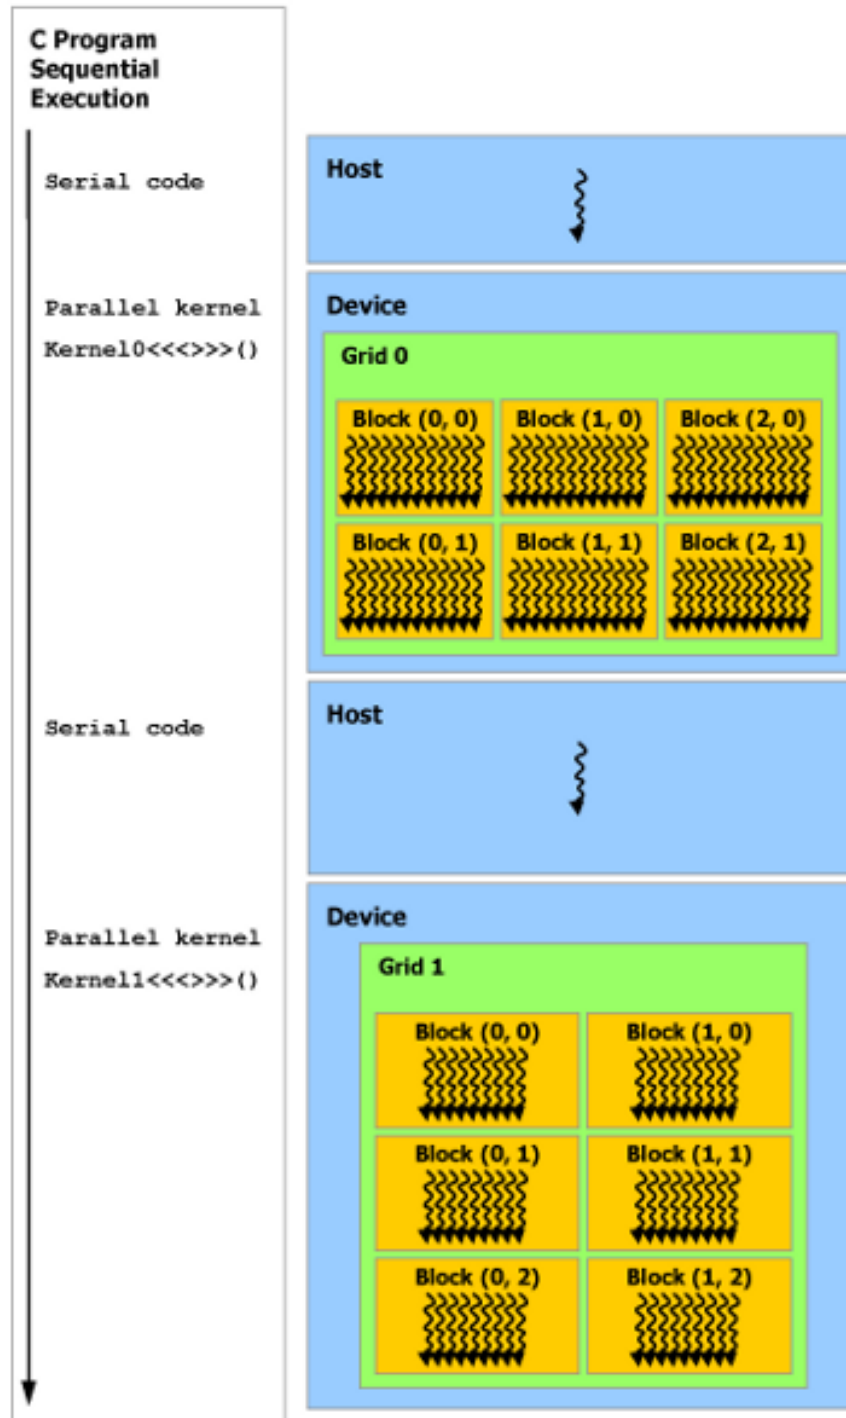 C Program
Sequential
Execution
Serial code
Host
Parallel kernel
Kernel0<<<>>>()
Device
Grid 0
Block (0, 0)
Block (1, 0)
Block (2, 0)
Block (0, 1)
Block (1, 1)
Block (2, 1)
Serial code
Host
Parallel kernel
Kernel1<<<>>>()
Device
Grid 1
Block (0, 0)
Block (1, 0)
Block (0, 1)
Block (1, 1)
Block (0, 2)
Block (1, 2)